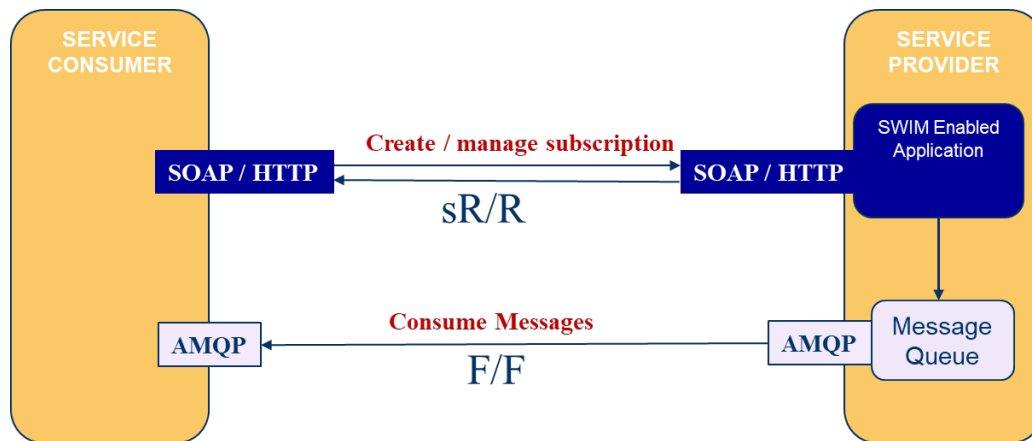 SERVICE
CONSUMER
SERVICE
PROVIDER
SWIM Enabled
Application
Create / manage subscription
SOAP / HTTP
SOAP / HTTP
sR/R
Consume Messages
AMQP
AMQP
Message
Queue
F/F